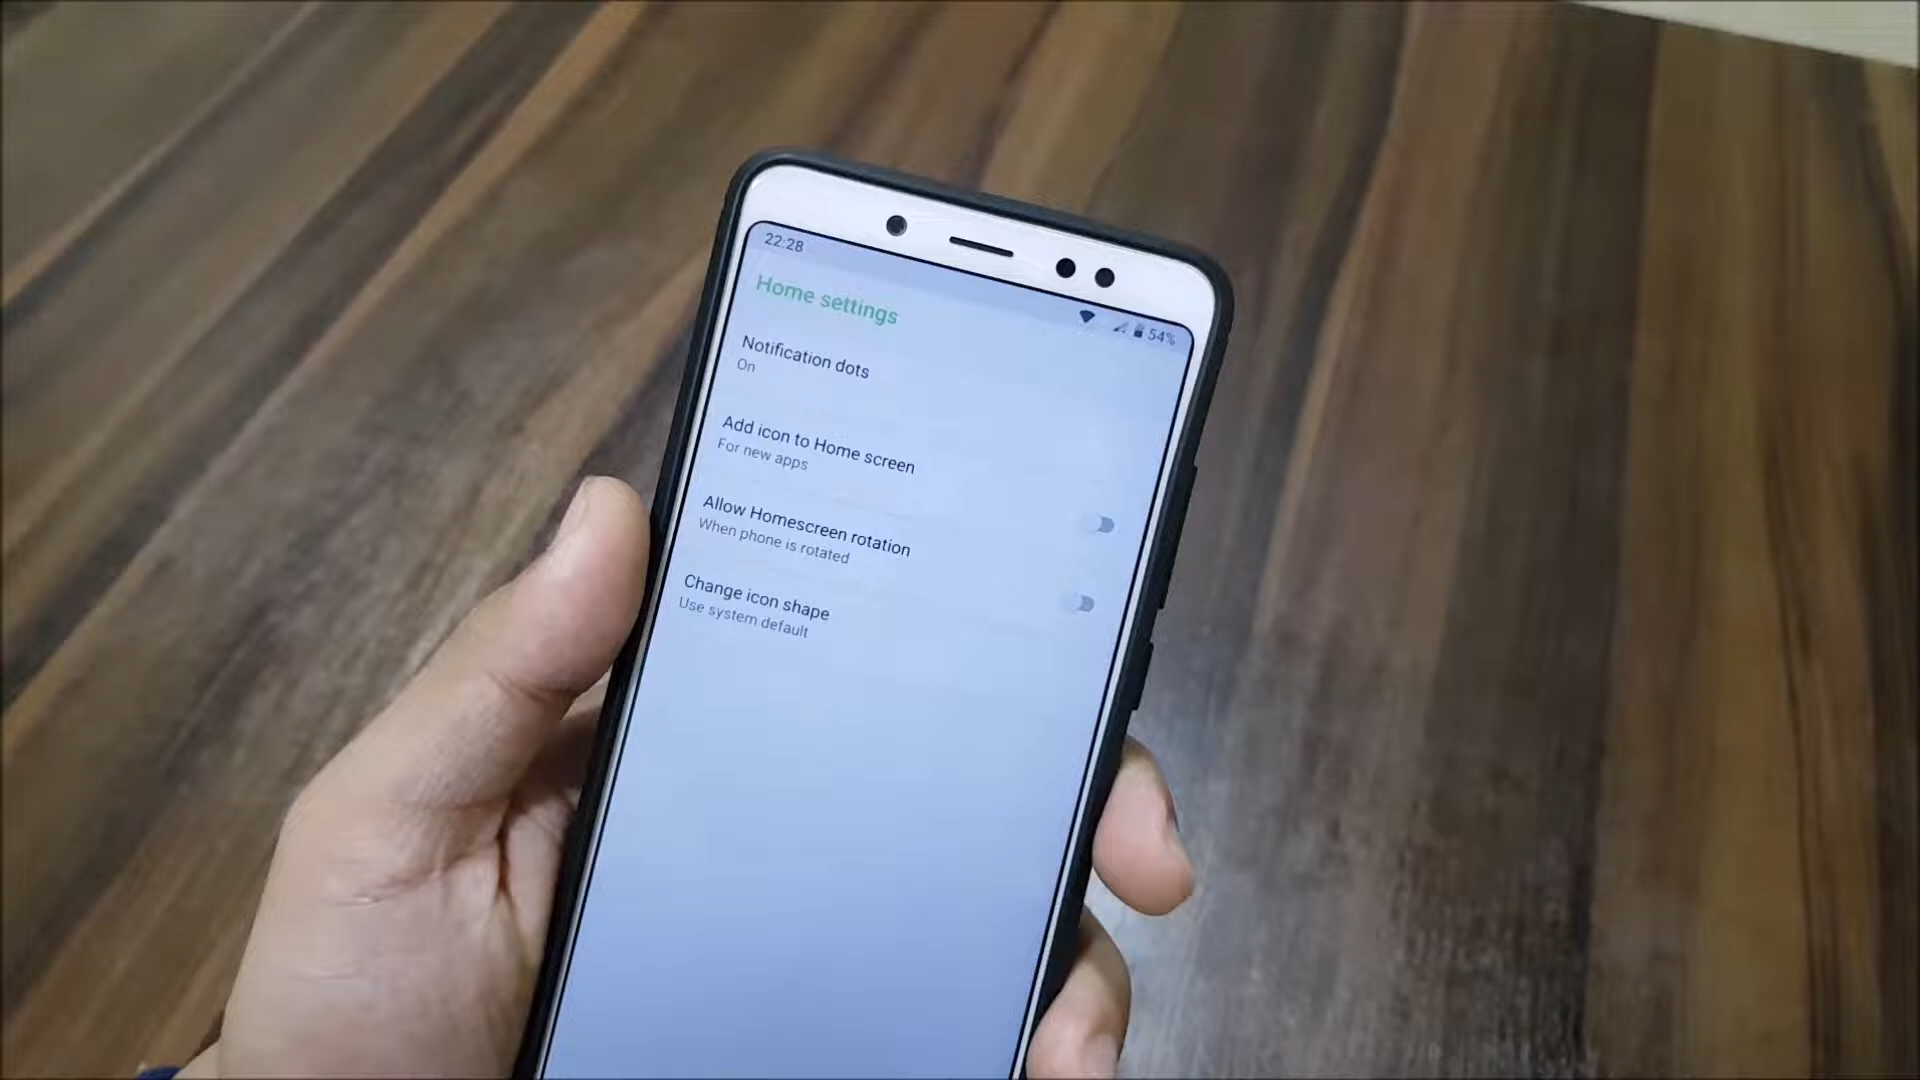 22:28
54%
Home settings
Notification dots
On
Add icon to Home screen
For new apps
Allow Homescreen rotation
When phone is rotated
Change icon shape
Use system default